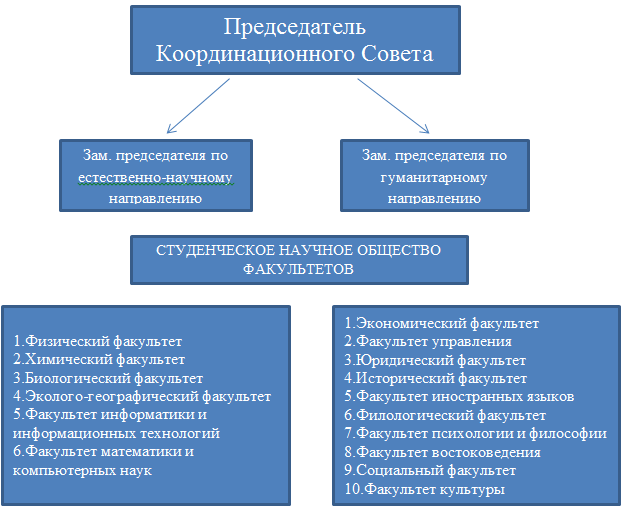 Председатель
Координационного Совета
Зам. председателя по
естественно-научному
направлению
Зам. председателя по
гуманитарному
направлению
СТУДЕНЧЕСКОЕ НАУЧНОЕ ОБЩЕСТВО
ФАКУЛЬТЕТОВ
1.Физический факультет
2.Химический факультет
3.Биологический факультет
4.Эколого-географический факультет
5.Факультет информатики и
информационных технологий
6.Факультет математики и
компьютерных наук
1.Экономический факультет
2.Факультет управления
3.Юридический факультет
4.Исторический факультет
5.Факультет иностранных языков
6.Филологический факультет
7.Факультет психологии и философии
8.Факультет востоковедения
9.Социальный факультет
10.Факультет культуры